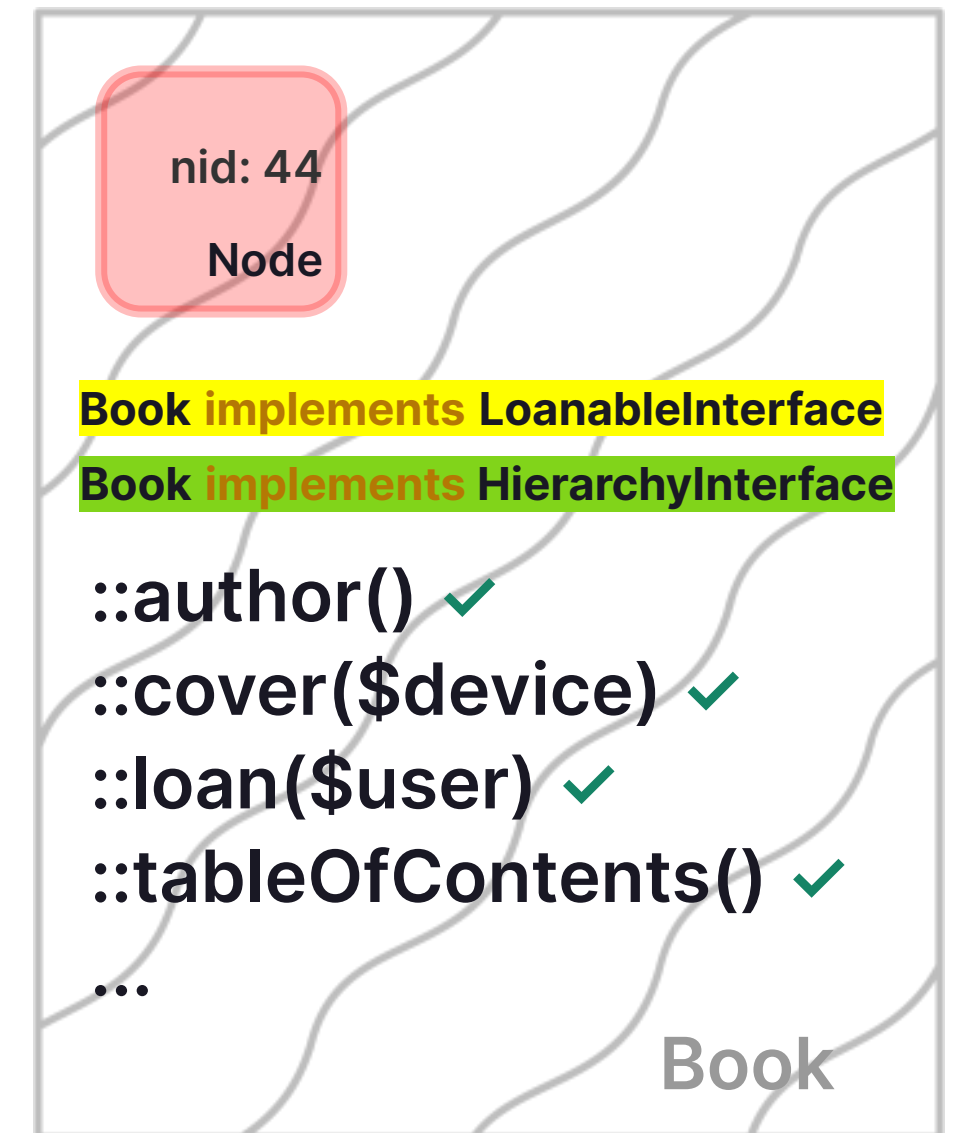 nid: 44
Node
Book implements LoanableInterface
Book implements HierarchyInterface
::author() ✓
::cover($device) ✓
::loan($user) ✓
::tableOfContents() ✓
...
Book